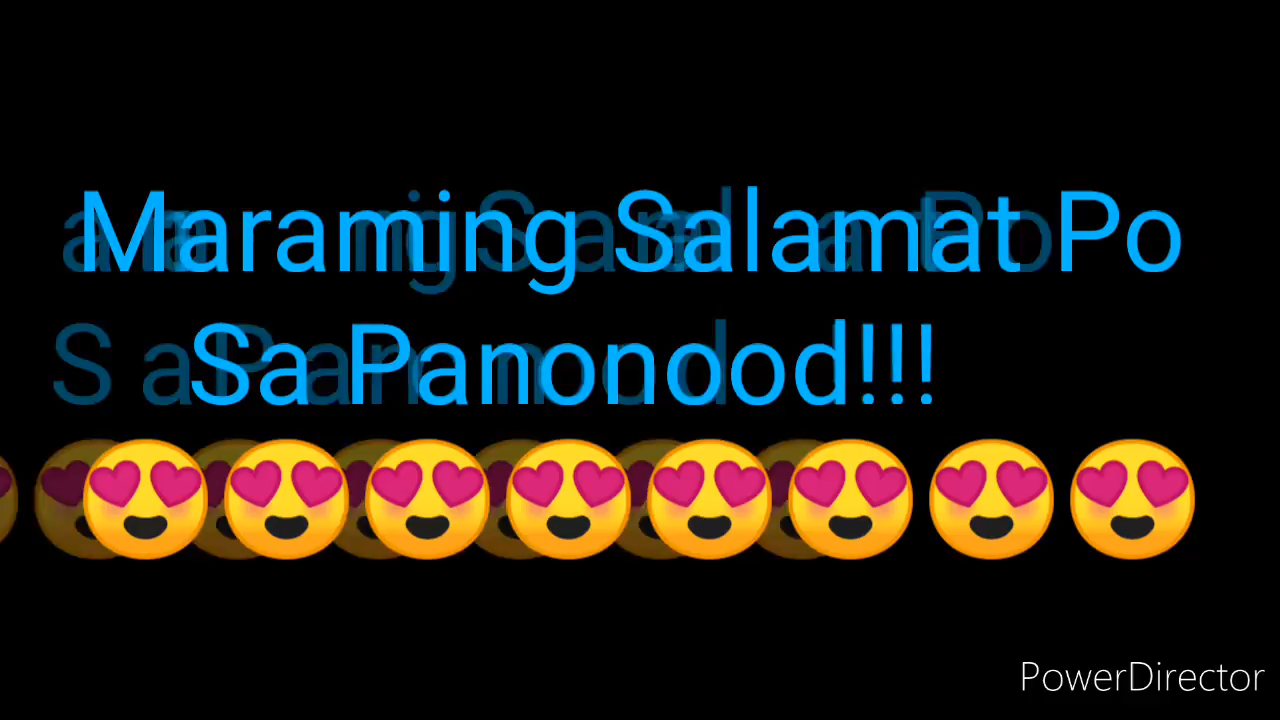 Maraming Salamat Po
Sa Panonood!!!
😍😍😍😍😍😍😍😍
PowerDirector